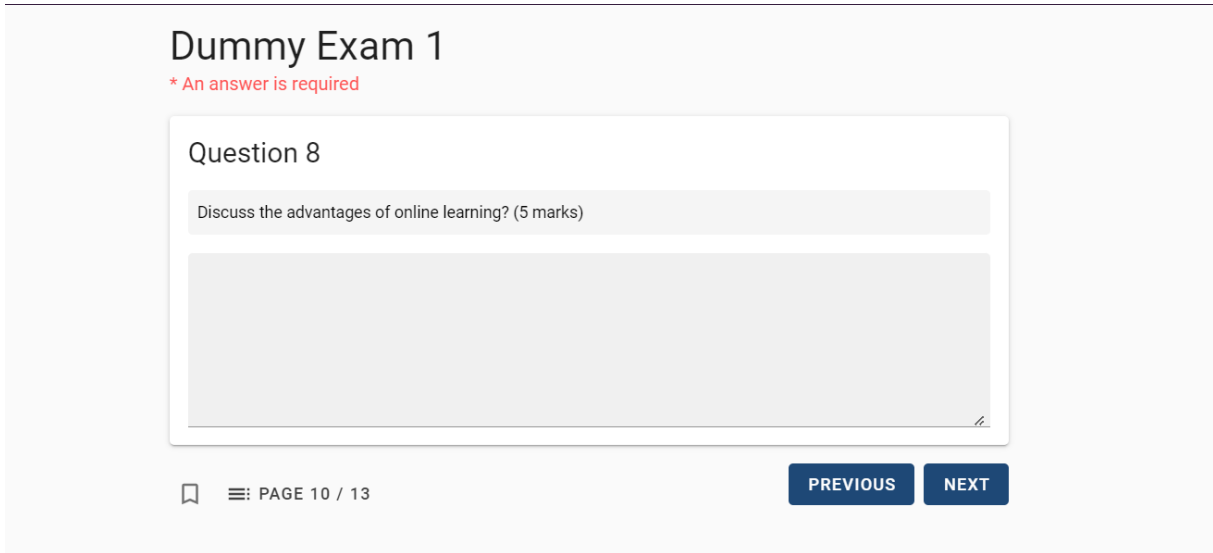 Dummy Exam 1
* An answer is required
Question 8
Discuss the advantages of online learning? (5 marks)
PAGE 10 / 13
PREVIOUS
NEXT